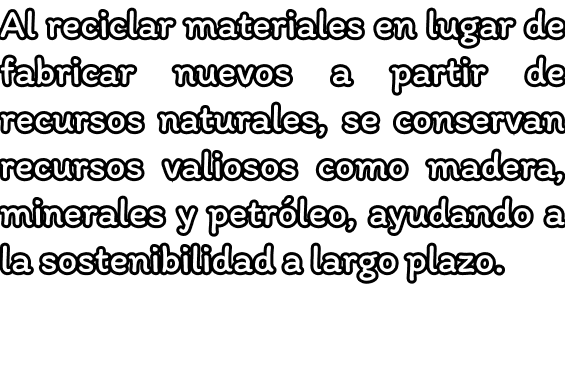 Al reciclar materiales en lugar de
fabricar nuevos a partir de
recursos naturales, se conservan
recursos valiosos como madera,
minerales y petróleo, ayudando a
la sostenibilidad a largo plazo.